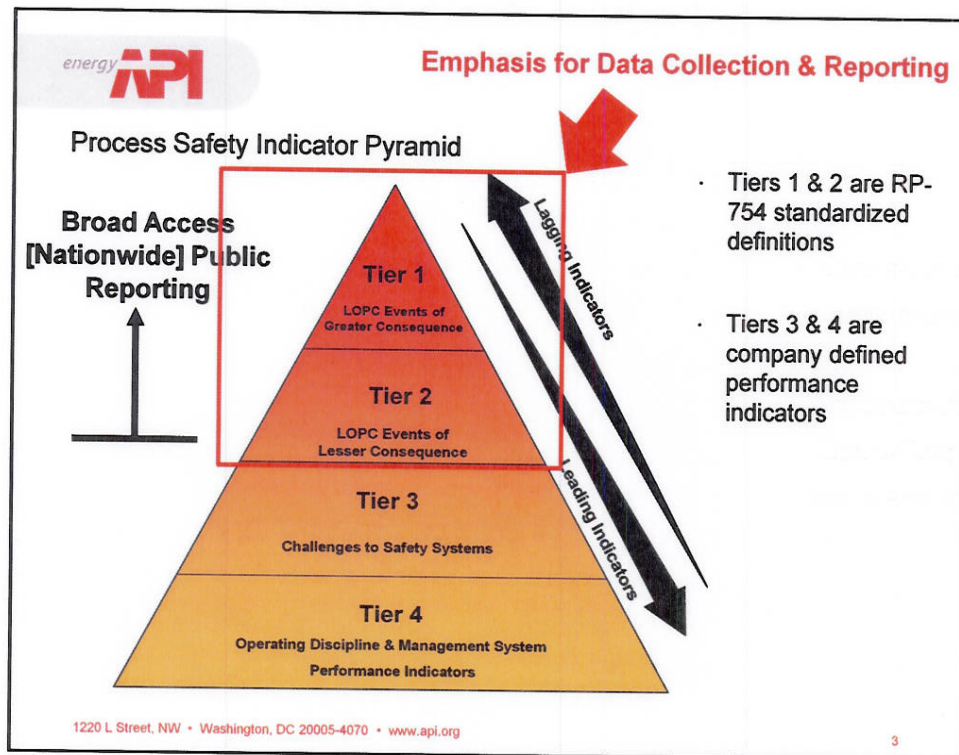 energy API
Emphasis for Data Collection & Reporting
Process Safety Indicator Pyramid
Broad Access
[Nationwide] Public
Reporting
Tier 1
LOPC Events of
Greater Consequence
Tier 2
LOPC Events of
Lesser Consequence
Tier 3
Challenges to Safety Systems
Tier 4
Operating Discipline & Management System
Performance Indicators
Lagging Indicators
Leading Indicators
· Tiers 1 & 2 are RP-
754 standardized
definitions
· Tiers 3 & 4 are
company defined
performance
indicators
1220 L Street, NW • Washington, DC 20005-4070 • www.api.org
3